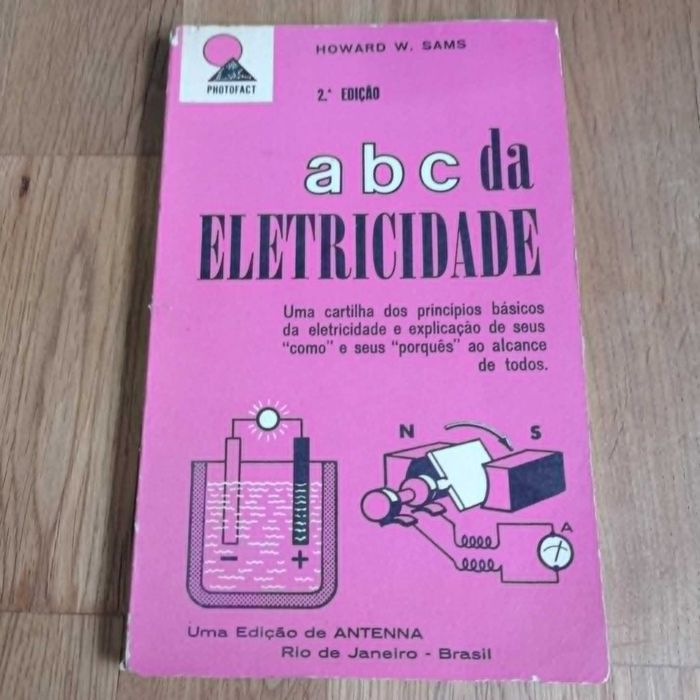 PHOTOFACT
HOWARD W. SAMS
2.ª EDIÇÃO
abc da
ELETRICIDADE
Uma cartilha dos princípios básicos
da eletricidade e explicação de seus
"como" e seus "porquês" ao alcance
de todos.
N S
A
- +
Uma Edição de ANTENNA
Rio de Janeiro - Brasil